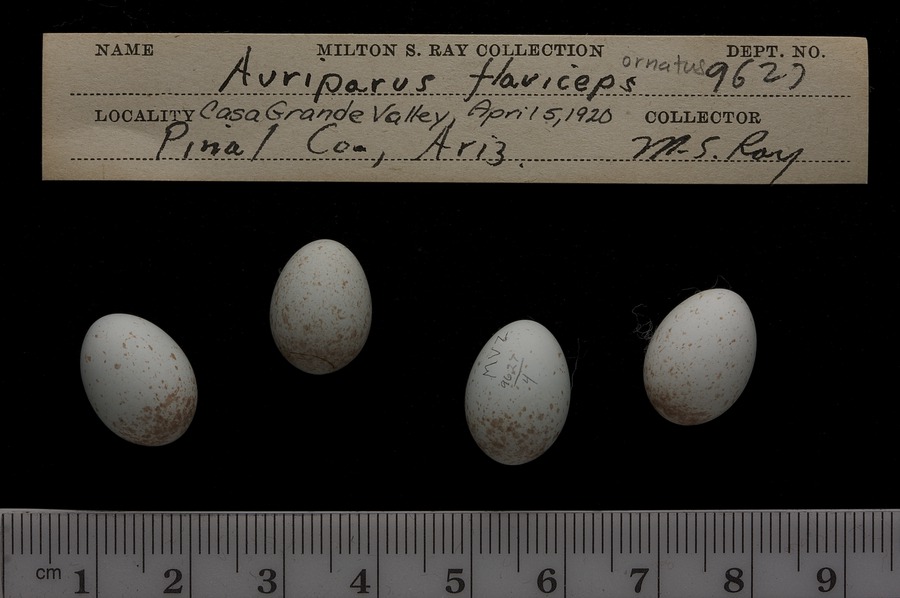 NAME MILTON S. RAY COLLECTION DEPT. NO.
Auriparus flaviceps ornatus 9627
LOCALITY Casa Grande Valley, April 5, 1920 COLLECTOR
Pinal Co., Ariz. M.S. Ray
MVZ
9627
4
cm 1 2 3 4 5 6 7 8 9